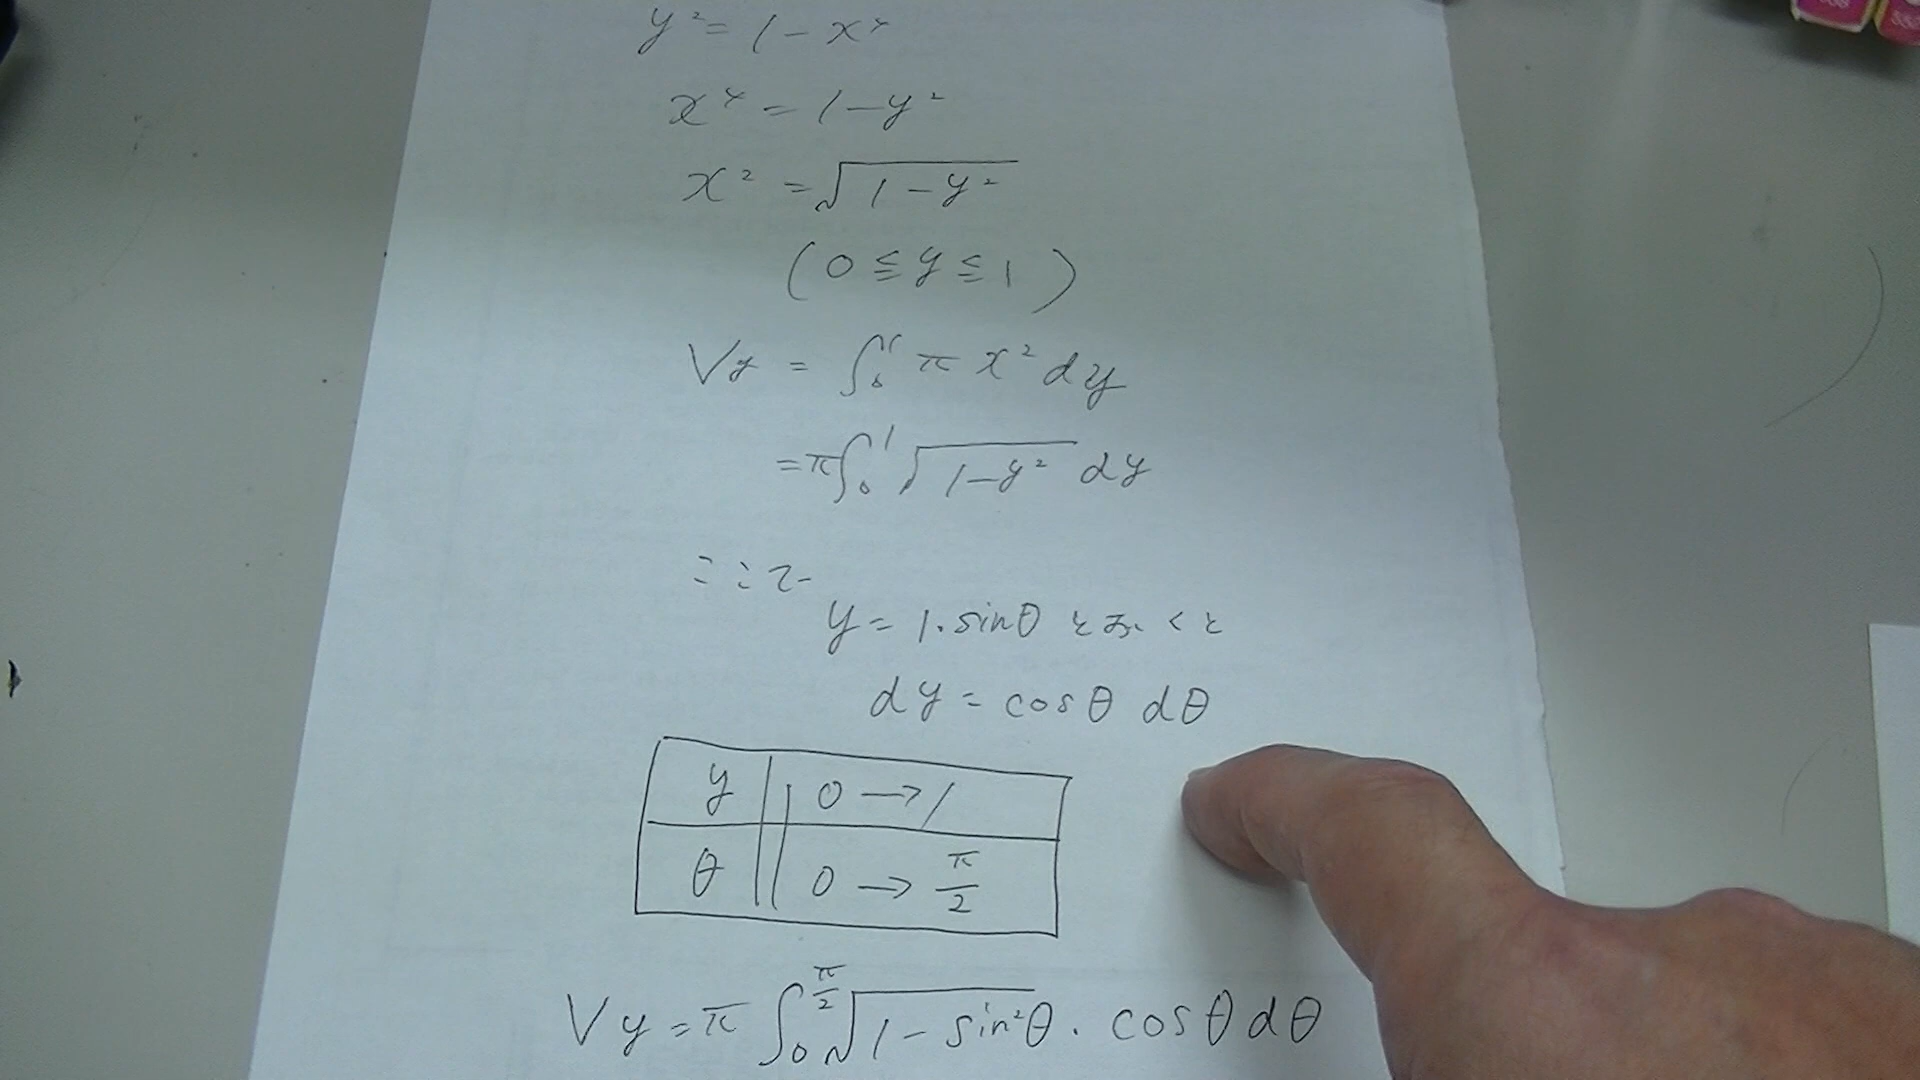 y² = 1 - x⁴
x⁴ = 1 - y²
x² = √(1 - y²)
(0 ≦ y ≦ 1)
Vy = ∫₀¹ π x² dy
= π∫₀¹ √(1 - y²) dy
ここで
y = 1・sinθ とおくと
dy = cosθ dθ
y 0 → 1
θ 0 → π/2
Vy = π ∫₀^(π/2) √(1 - sin²θ)・cosθ dθ